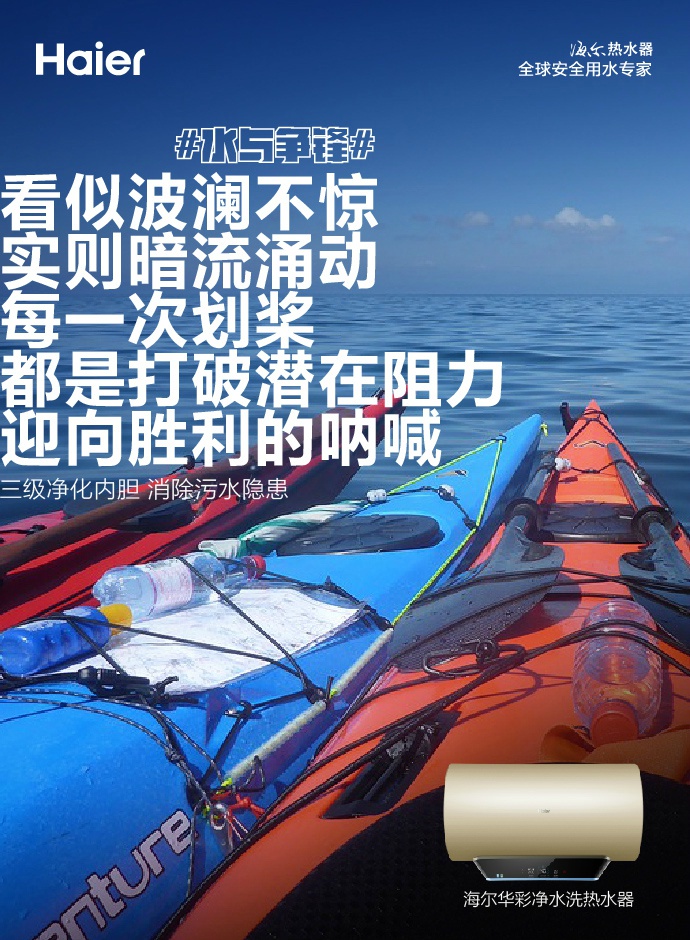 Haier
海尔热水器
全球安全用水专家
#水与争锋#
看似波澜不惊
实则暗流涌动
每一次划桨
都是打破潜在阻力
迎向胜利的呐喊
三级净化内胆 消除污水隐患
enture
海尔华彩净水洗热水器